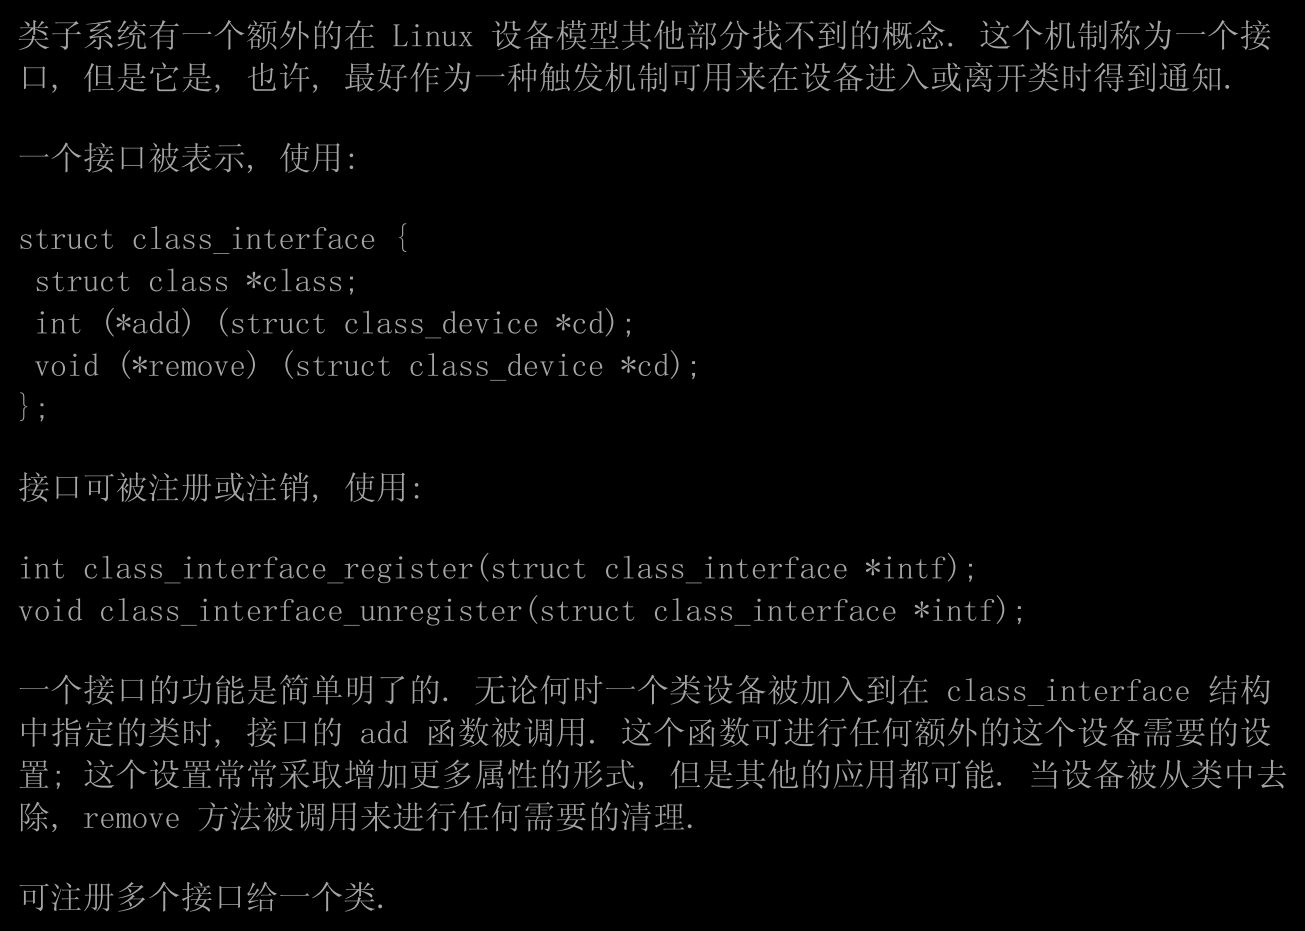 类子系统有一个额外的在 Linux 设备模型其他部分找不到的概念. 这个机制称为一个接
口, 但是它是, 也许, 最好作为一种触发机制可用来在设备进入或离开类时得到通知.
一个接口被表示, 使用:
struct class_interface {
 struct class *class;
 int (*add) (struct class_device *cd);
 void (*remove) (struct class_device *cd);
};
接口可被注册或注销, 使用:
int class_interface_register(struct class_interface *intf);
void class_interface_unregister(struct class_interface *intf);
一个接口的功能是简单明了的. 无论何时一个类设备被加入到在 class_interface 结构
中指定的类时, 接口的 add 函数被调用. 这个函数可进行任何额外的这个设备需要的设
置; 这个设置常常采取增加更多属性的形式, 但是其他的应用都可能. 当设备被从类中去
除, remove 方法被调用来进行任何需要的清理.
可注册多个接口给一个类.